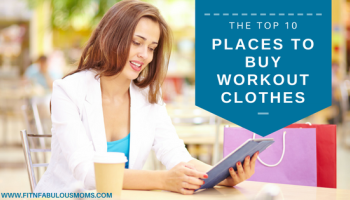 THE TOP 10
PLACES TO
BUY
WORKOUT
CLOTHES
WWW.FITNFABULOUSMOMS.COM